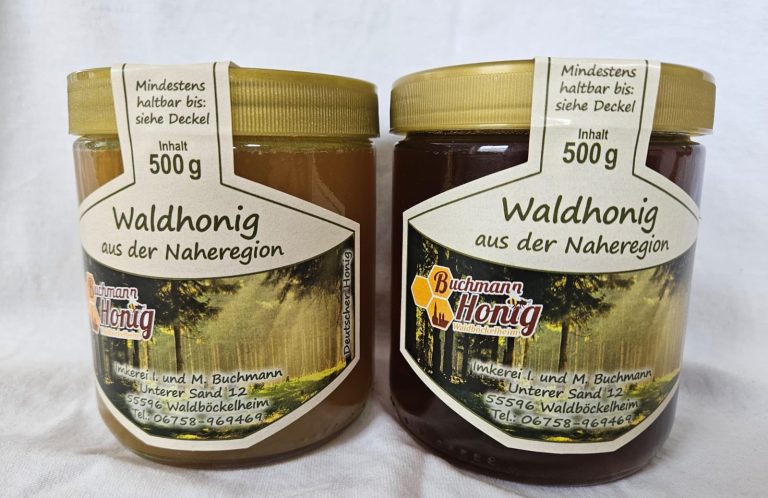 Mindestens
haltbar bis:
siehe Deckel
Inhalt
500 g
Waldhonig
aus der Naheregion
Buchmann
Honig
Deutscher Honig
Imkerei I. und M. Buchmann
Unterer Sand 12
55596 Waldböckelheim
Tel.: 06758-969469
Mindestens
haltbar bis:
siehe Deckel
Inhalt
500 g
Waldhonig
aus der Naheregion
Buchmann
Honig
Waldböckelheim
Imkerei I. und M. Buchmann
Unterer Sand 12
55596 Waldböckelheim
Tel.: 06758-969469